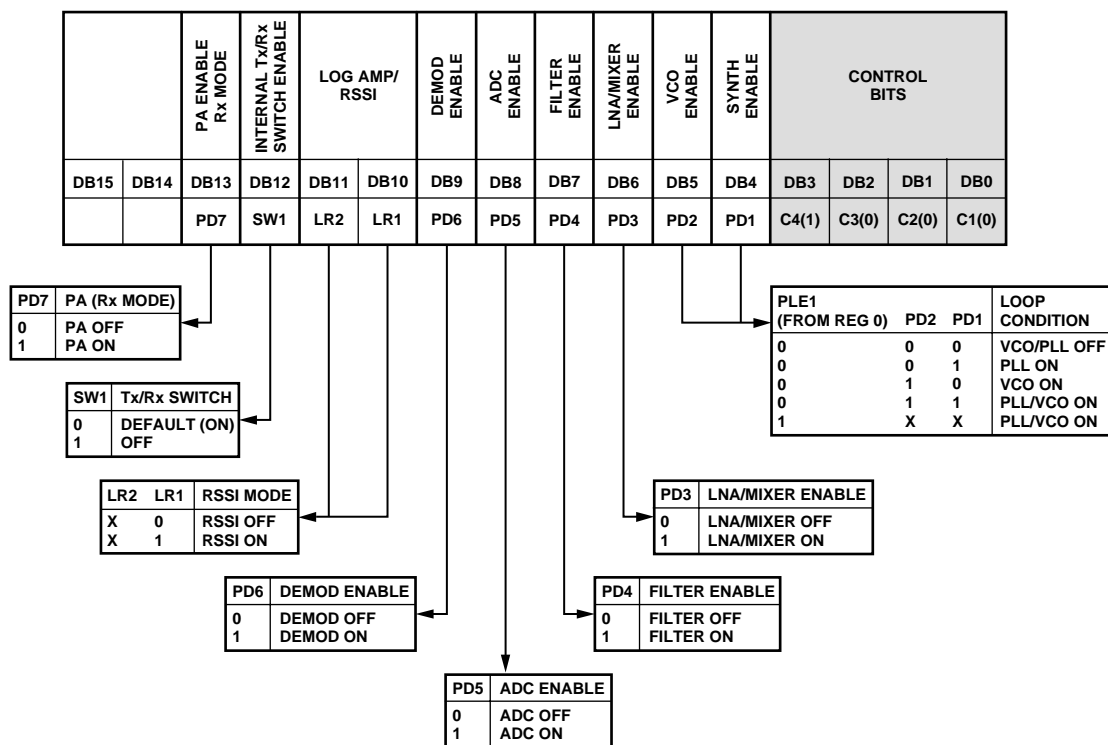 PA ENABLE
Rx MODE
INTERNAL Tx/Rx
SWITCH ENABLE
LOG AMP/
RSSI
DEMOD
ENABLE
ADC
ENABLE
FILTER
ENABLE
LNA/MIXER
ENABLE
VCO
ENABLE
SYNTH
ENABLE
CONTROL
BITS
DB15 DB14 DB13 DB12 DB11 DB10 DB9 DB8 DB7 DB6 DB5 DB4 DB3 DB2 DB1 DB0
PD7 SW1 LR2 LR1 PD6 PD5 PD4 PD3 PD2 PD1 C4(1) C3(0) C2(0) C1(0)
PD7 PA (Rx MODE)
0 PA OFF
1 PA ON
PLE1
(FROM REG 0) PD2 PD1 LOOP
CONDITION
0 0 0 VCO/PLL OFF
0 0 1 PLL ON
0 1 0 VCO ON
0 1 1 PLL/VCO ON
1 X X PLL/VCO ON
SW1 Tx/Rx SWITCH
0 DEFAULT (ON)
1 OFF
LR2 LR1 RSSI MODE
X 0 RSSI OFF
X 1 RSSI ON
PD3 LNA/MIXER ENABLE
0 LNA/MIXER OFF
1 LNA/MIXER ON
PD6 DEMOD ENABLE
0 DEMOD OFF
1 DEMOD ON
PD4 FILTER ENABLE
0 FILTER OFF
1 FILTER ON
PD5 ADC ENABLE
0 ADC OFF
1 ADC ON